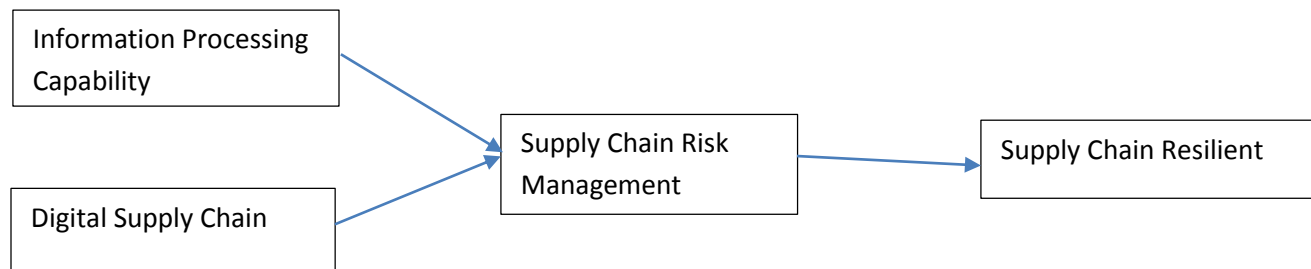 Information Processing
Capability
Supply Chain Risk
Management
Supply Chain Resilient
Digital Supply Chain